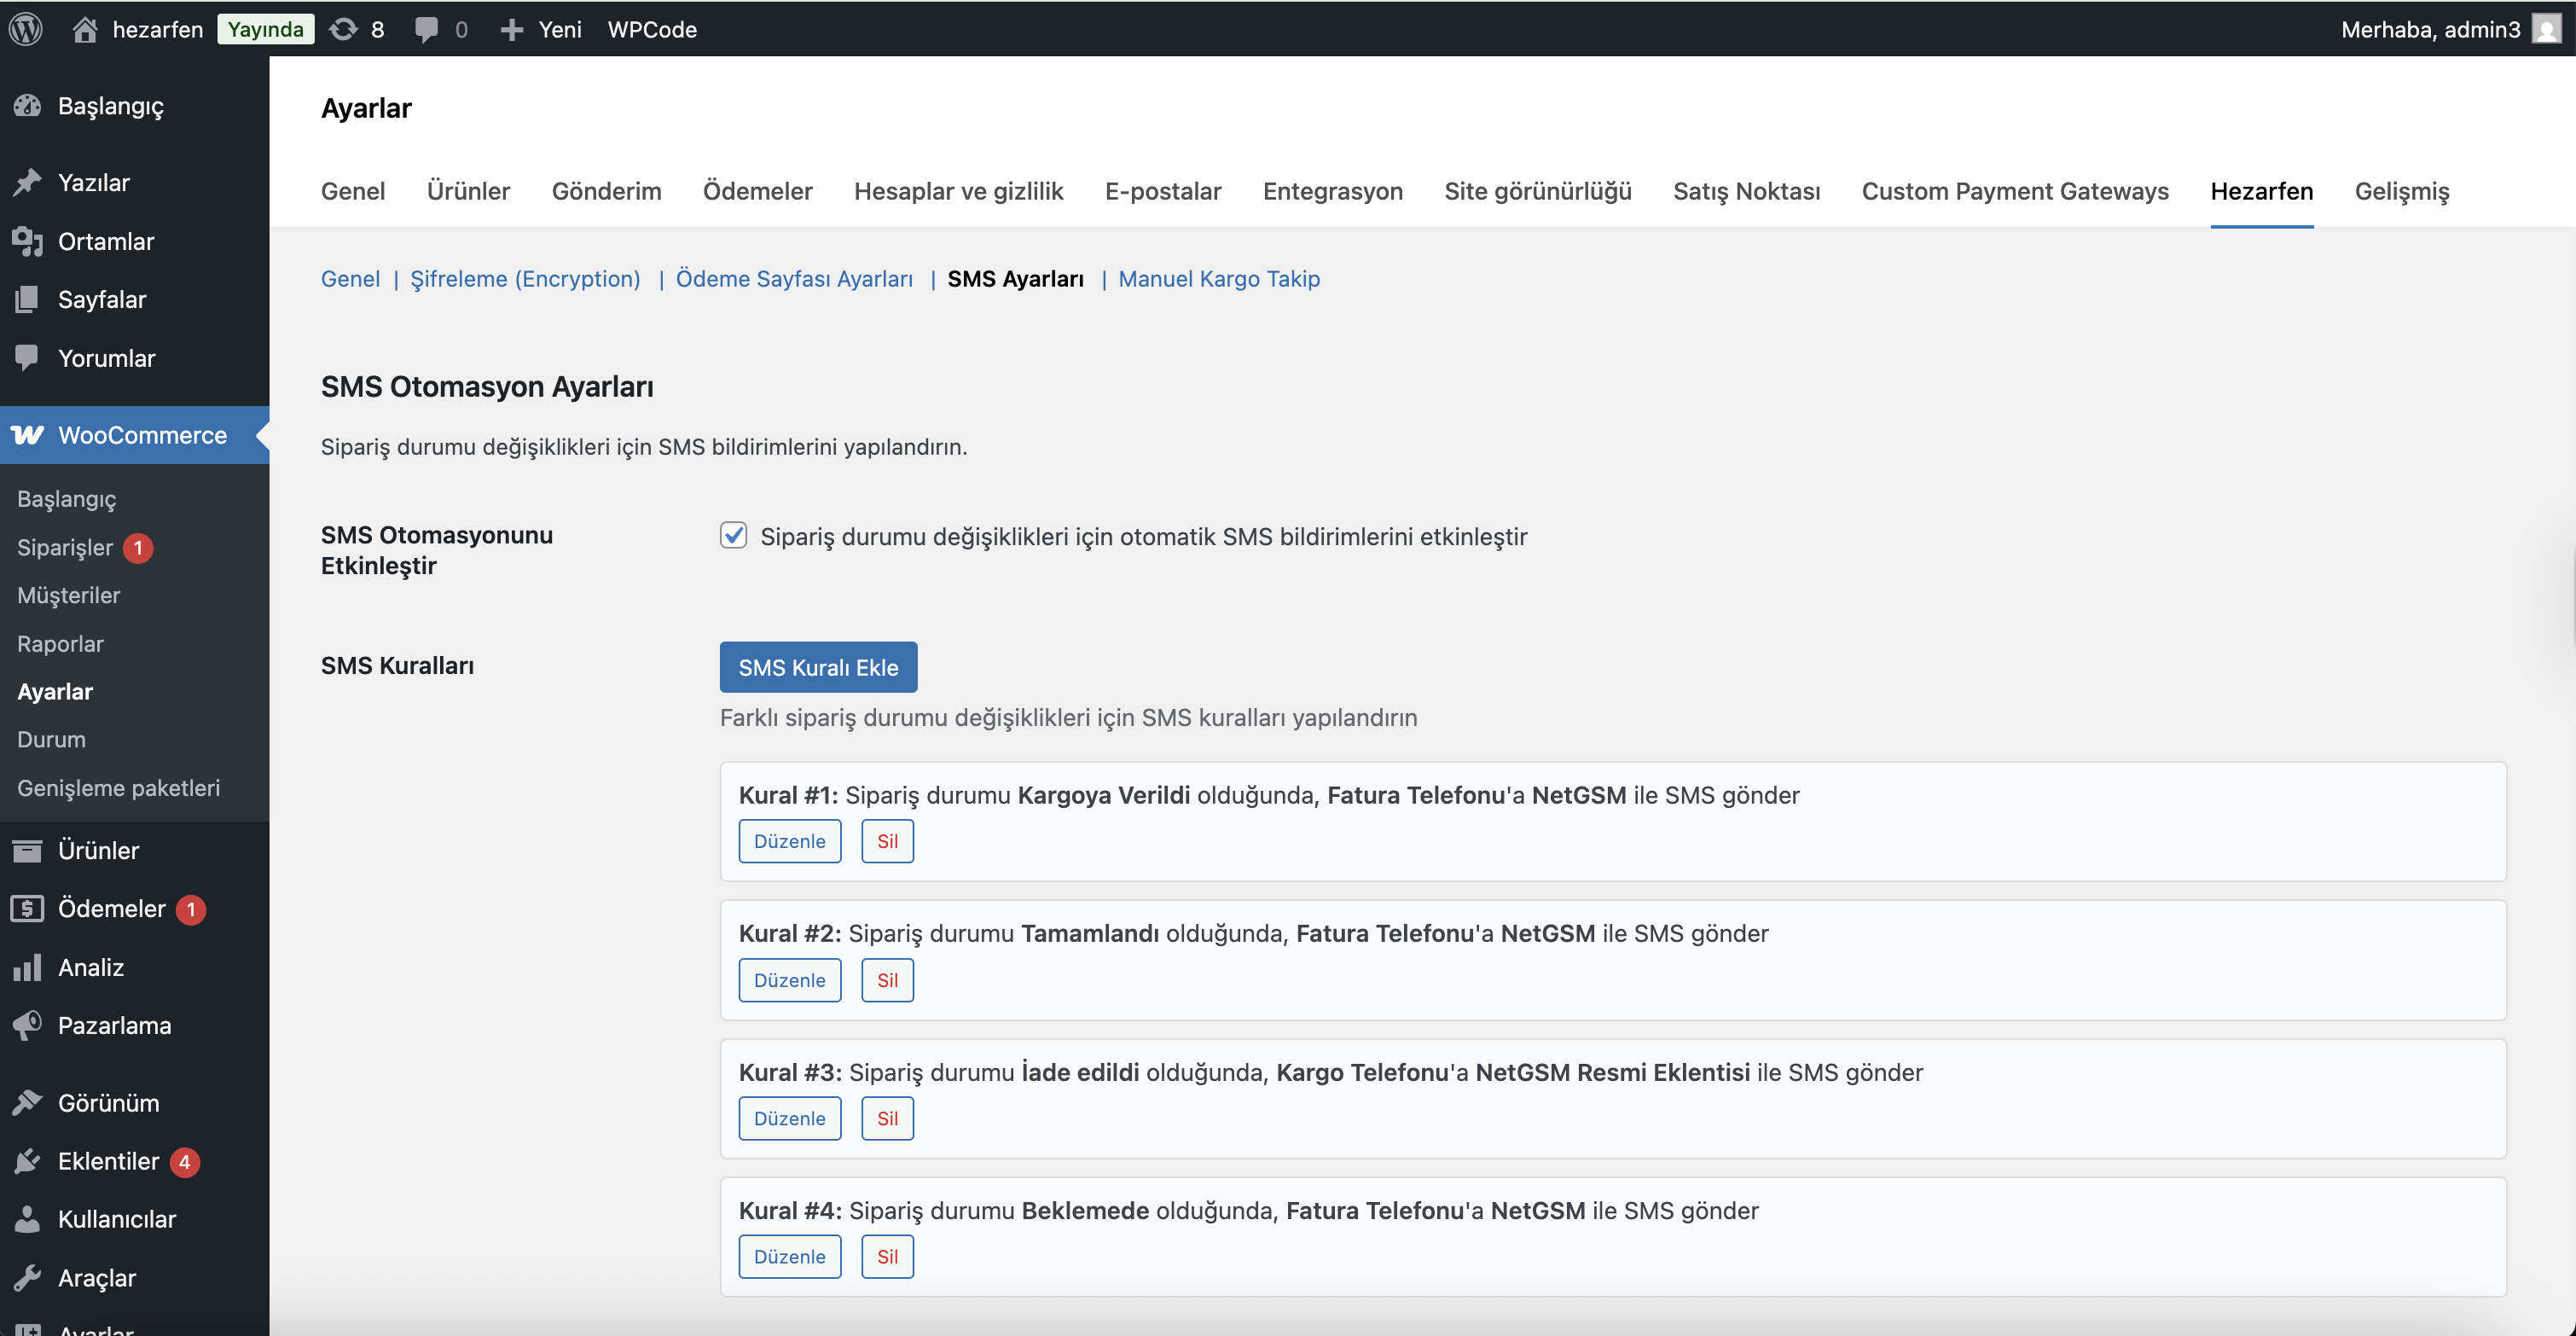 hezarfen Yayında 8 0 Yeni WPCode Merhaba, admin3
Başlangıç
Yazılar
Ortamlar
Sayfalar
Yorumlar
WooCommerce
Başlangıç
Siparişler 1
Müşteriler
Raporlar
Ayarlar
Durum
Genişleme paketleri
Ürünler
Ödemeler 1
Analiz
Pazarlama
Görünüm
Eklentiler 4
Kullanıcılar
Araçlar
Ayarlar
Ayarlar
Genel Ürünler Gönderim Ödemeler Hesaplar ve gizlilik E-postalar Entegrasyon Site görünürlüğü Satış Noktası Custom Payment Gateways Hezarfen Gelişmiş
Genel | Şifreleme (Encryption) | Ödeme Sayfası Ayarları | SMS Ayarları | Manuel Kargo Takip
SMS Otomasyon Ayarları
Sipariş durumu değişiklikleri için SMS bildirimlerini yapılandırın.
SMS Otomasyonunu
Etkinleştir
Sipariş durumu değişiklikleri için otomatik SMS bildirimlerini etkinleştir
SMS Kuralları
SMS Kuralı Ekle
Farklı sipariş durumu değişiklikleri için SMS kuralları yapılandırın
Kural #1: Sipariş durumu Kargoya Verildi olduğunda, Fatura Telefonu'a NetGSM ile SMS gönder
Düzenle Sil
Kural #2: Sipariş durumu Tamamlandı olduğunda, Fatura Telefonu'a NetGSM ile SMS gönder
Düzenle Sil
Kural #3: Sipariş durumu İade edildi olduğunda, Kargo Telefonu'a NetGSM Resmi Eklentisi ile SMS gönder
Düzenle Sil
Kural #4: Sipariş durumu Beklemede olduğunda, Fatura Telefonu'a NetGSM ile SMS gönder
Düzenle Sil